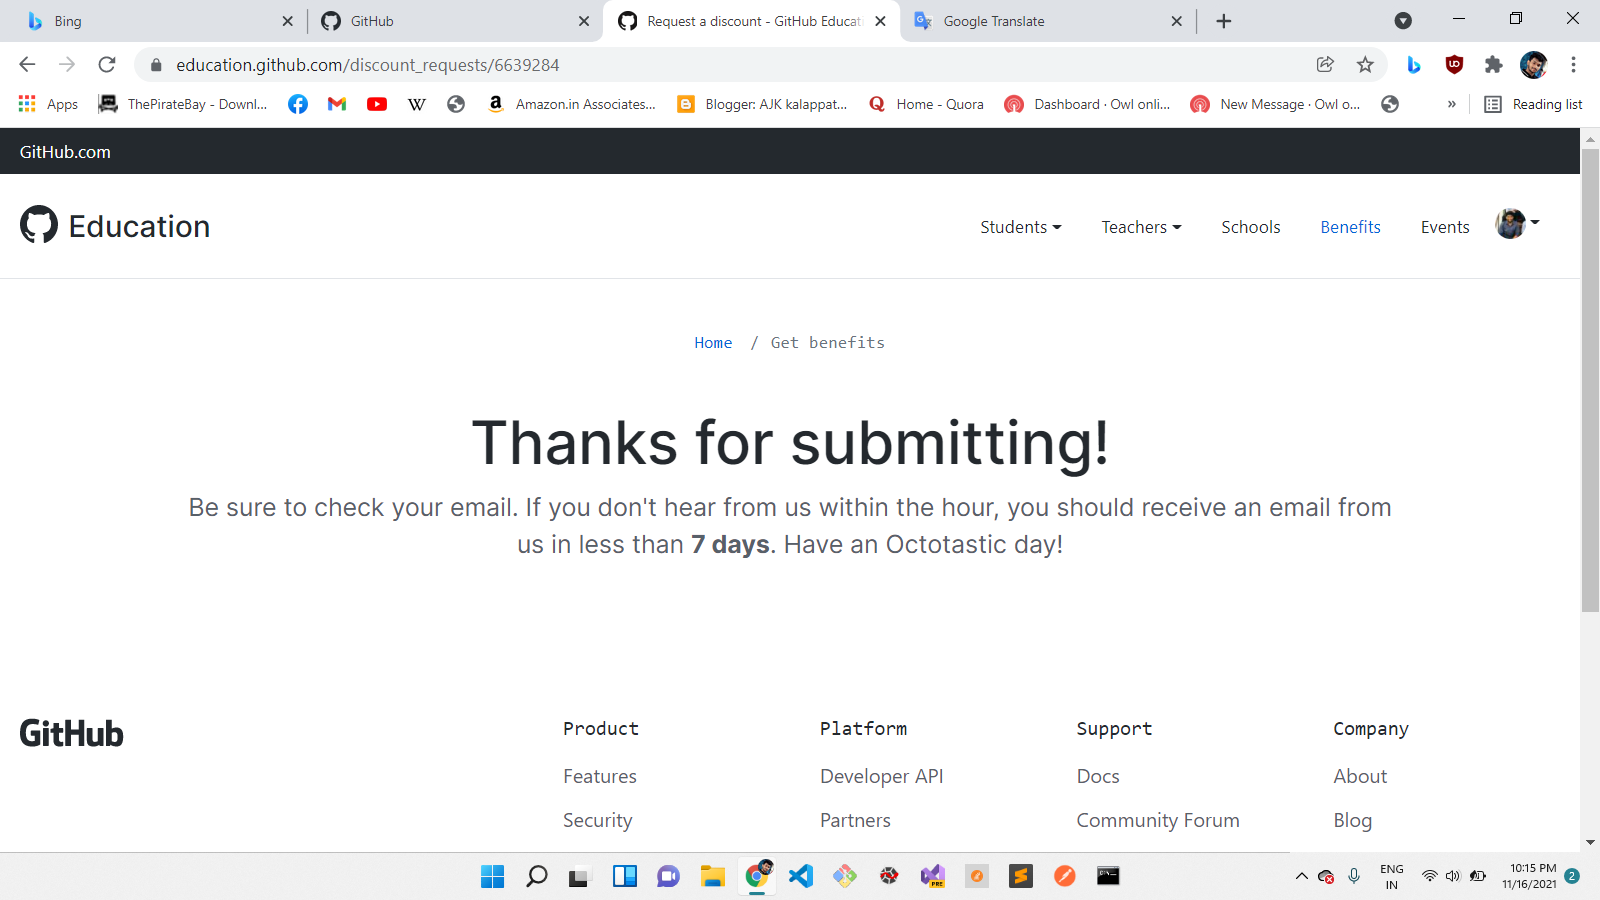 Bing
GitHub
Request a discount - GitHub Educati
Google Translate
education.github.com/discount_requests/6639284
Apps
ThePirateBay - Downl...
Amazon.in Associates...
Blogger: AJK kalappat...
Home - Quora
Dashboard · Owl onli...
New Message · Owl o...
»
Reading list
GitHub.com
Education
Students
Teachers
Schools
Benefits
Events
Home / Get benefits
Thanks for submitting!
Be sure to check your email. If you don't hear from us within the hour, you should receive an email from
us in less than 7 days. Have an Octotastic day!
GitHub
Product
Platform
Support
Company
Features
Developer API
Docs
About
Security
Partners
Community Forum
Blog
PRE
ENG
IN
10:15 PM
11/16/2021
2